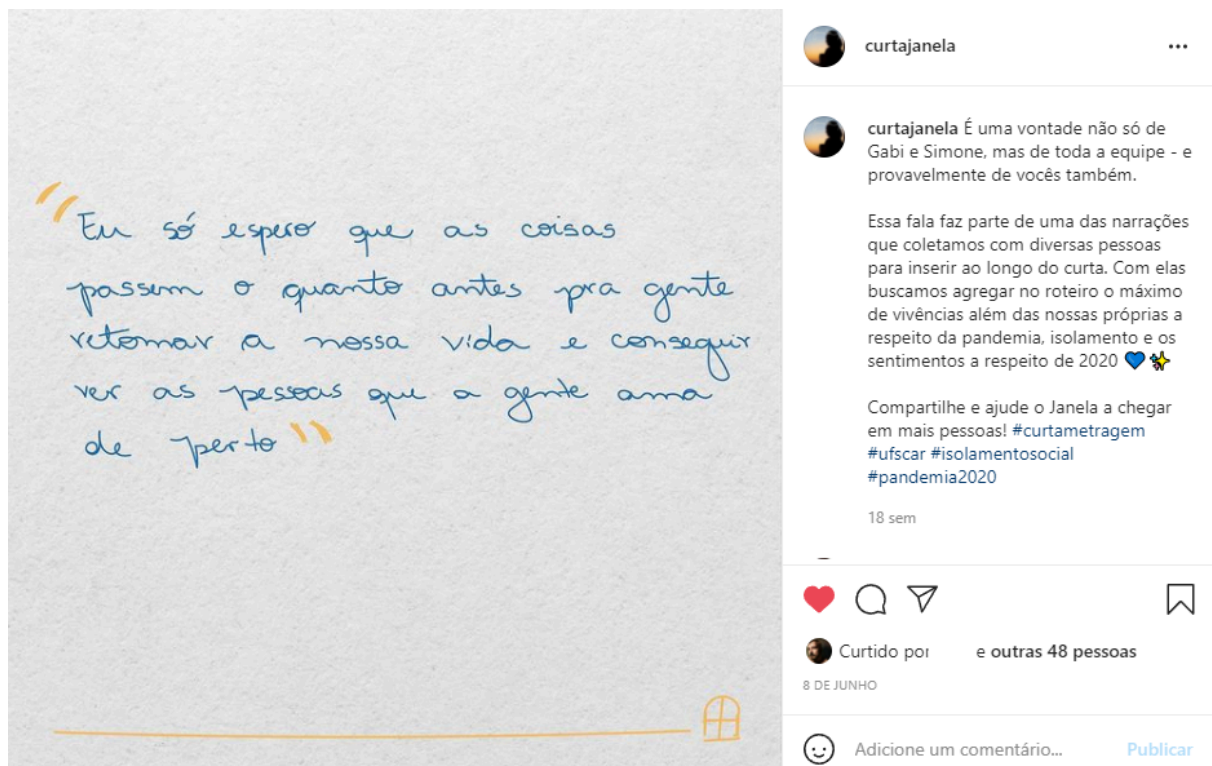 "Eu só espero que as coisas
passem o quanto antes pra gente
retomar a nossa vida e conseguir
ver as pessoas que a gente ama
de perto"
curtajanela
curtajanela É uma vontade não só de
Gabi e Simone, mas de toda a equipe - e
provavelmente de vocês também.
Essa fala faz parte de uma das narrações
que coletamos com diversas pessoas
para inserir ao longo do curta. Com elas
buscamos agregar no roteiro o máximo
de vivências além das nossas próprias a
respeito da pandemia, isolamento e os
sentimentos a respeito de 2020 💙✨
Compartilhe e ajude o Janela a chegar
em mais pessoas! #curtametragem
#ufscar #isolamentosocial
#pandemia2020
18 sem
Curtido por e outras 48 pessoas
8 DE JUNHO
Adicione um comentário... Publicar